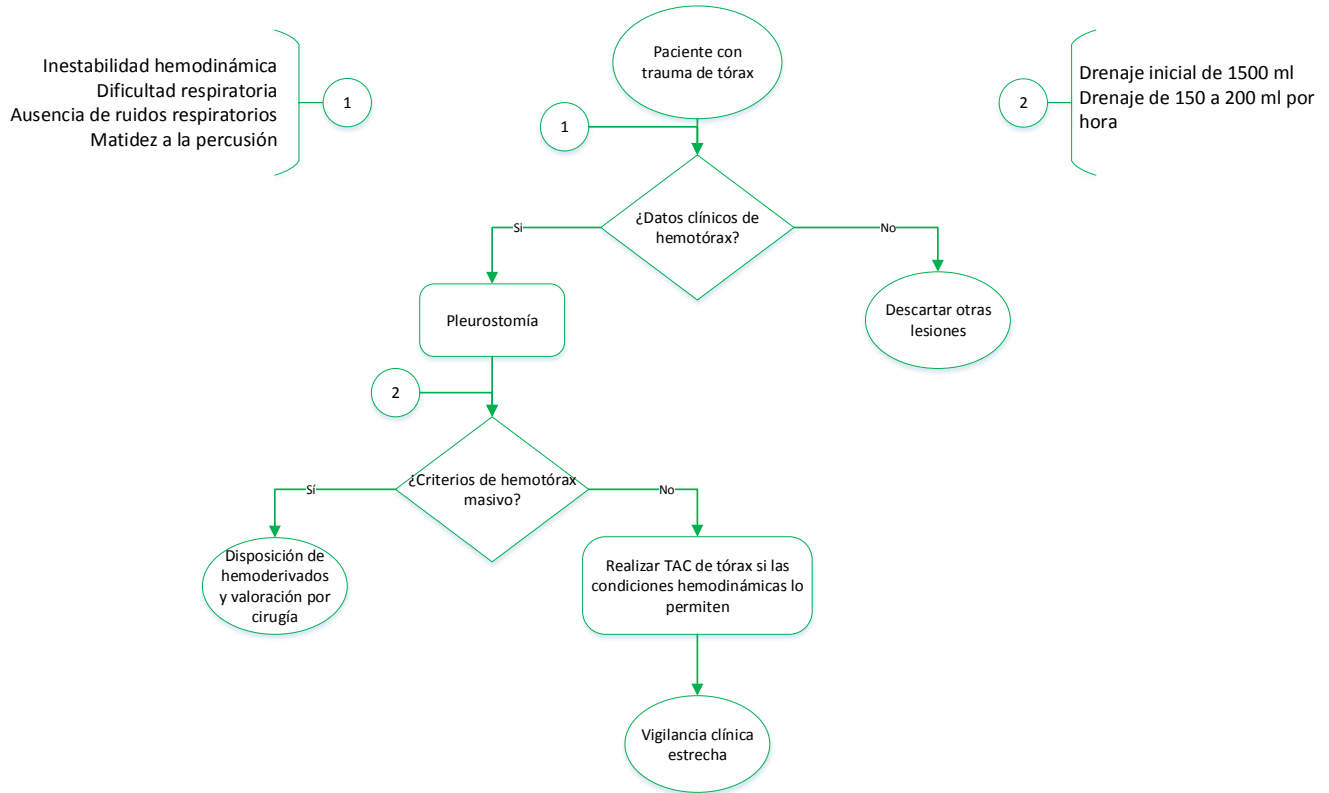 Inestabilidad hemodinámica
Dificultad respiratoria
Ausencia de ruidos respiratorios
Matidez a la percusión
1
Paciente con
trauma de tórax
2
Drenaje inicial de 1500 ml
Drenaje de 150 a 200 ml por
hora
1
¿Datos clínicos de
hemotórax?
Si
No
Pleurostomía
Descartar otras
lesiones
2
¿Criterios de hemotórax
masivo?
Sí
No
Disposición de
hemoderivados
y valoración por
cirugía
Realizar TAC de tórax si las
condiciones hemodinámicas lo
permiten
Vigilancia clínica
estrecha